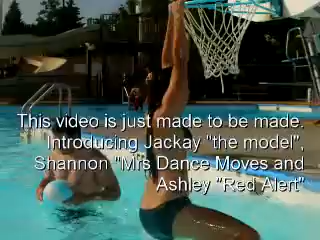 This video is just made to be made.
Introducing Jackay "the model",
Shannon "Mrs Dance Moves and
Ashley "Red Alert"